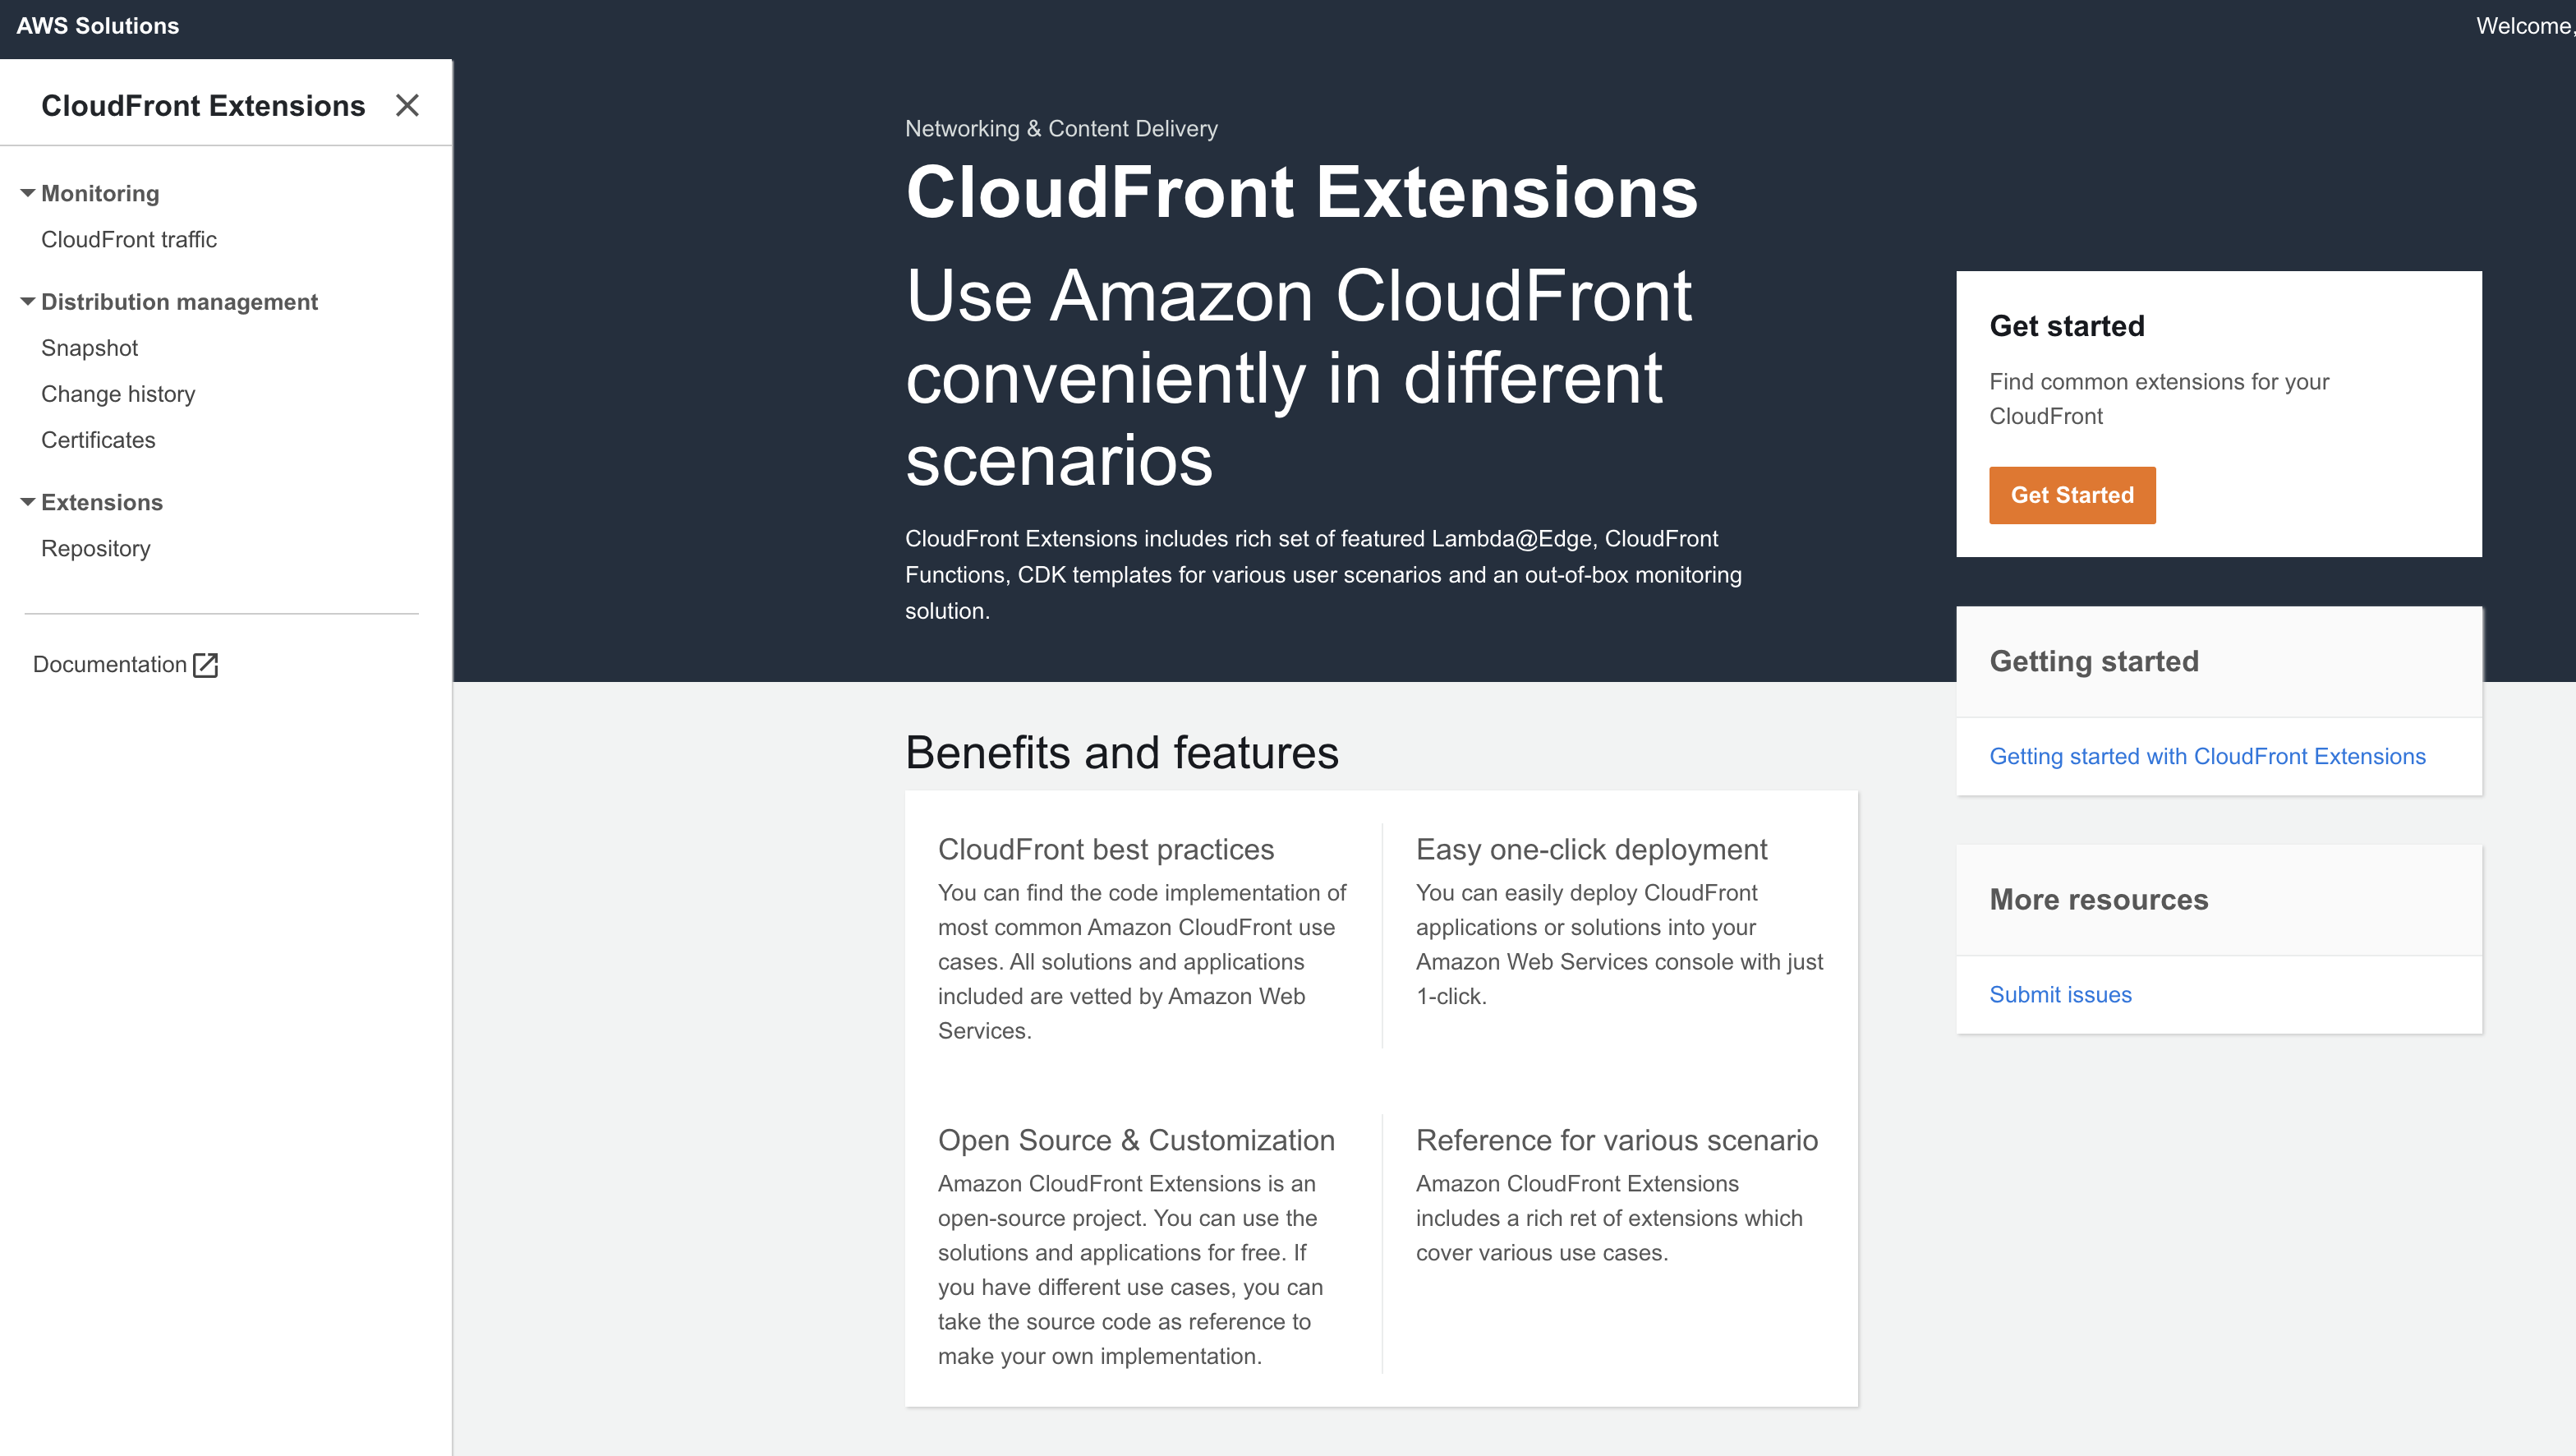 AWS Solutions
Welcome,
CloudFront Extensions
Monitoring
CloudFront traffic
Distribution management
Snapshot
Change history
Certificates
Extensions
Repository
Documentation
Networking & Content Delivery
CloudFront Extensions
Use Amazon CloudFront
conveniently in different
scenarios
CloudFront Extensions includes rich set of featured Lambda@Edge, CloudFront
Functions, CDK templates for various user scenarios and an out-of-box monitoring
solution.
Get started
Find common extensions for your
CloudFront
Get Started
Getting started
Getting started with CloudFront Extensions
More resources
Submit issues
Benefits and features
CloudFront best practices
You can find the code implementation of
most common Amazon CloudFront use
cases. All solutions and applications
included are vetted by Amazon Web
Services.
Easy one-click deployment
You can easily deploy CloudFront
applications or solutions into your
Amazon Web Services console with just
1-click.
Open Source & Customization
Amazon CloudFront Extensions is an
open-source project. You can use the
solutions and applications for free. If
you have different use cases, you can
take the source code as reference to
make your own implementation.
Reference for various scenario
Amazon CloudFront Extensions
includes a rich ret of extensions which
cover various use cases.